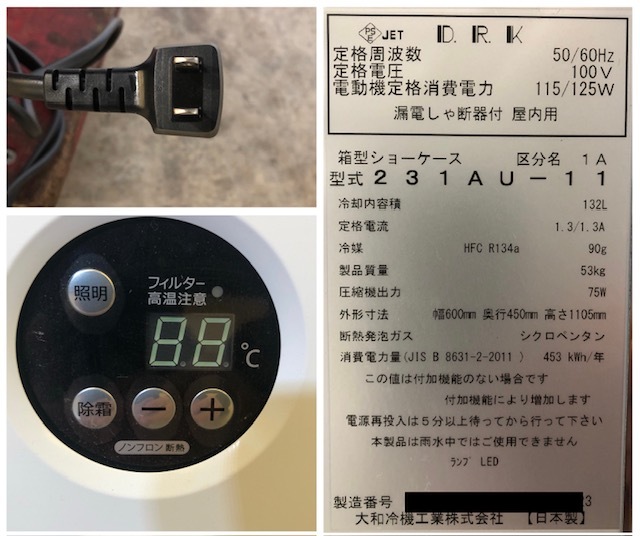 照明
フィルター
高温注意
88℃
除霜
－
＋
ノンフロン断熱
PS E JET D.R.K
定格周波数 50/60Hz
定格電圧 100V
電動機定格消費電力 115/125W
漏電しゃ断器付 屋内用
箱型ショーケース 区分名 1A
型式 231AU-11
冷却内容積 132L
定格電流 1.3/1.3A
冷媒 HFC R134a 90g
製品質量 53kg
圧縮機出力 75W
外形寸法 幅600mm 奥行450mm 高さ1105mm
断熱発泡ガス シクロペンタン
消費電力量(JIS B 8631-2-2011 ) 453 kWh/年
この値は付加機能のない場合です
付加機能により増加します
電源再投入は５分以上待ってから行って下さい
本製品は雨水中ではご使用できません
ﾗﾝﾌﾟ LED
製造番号 3
大和冷機工業株式会社 【日本製】